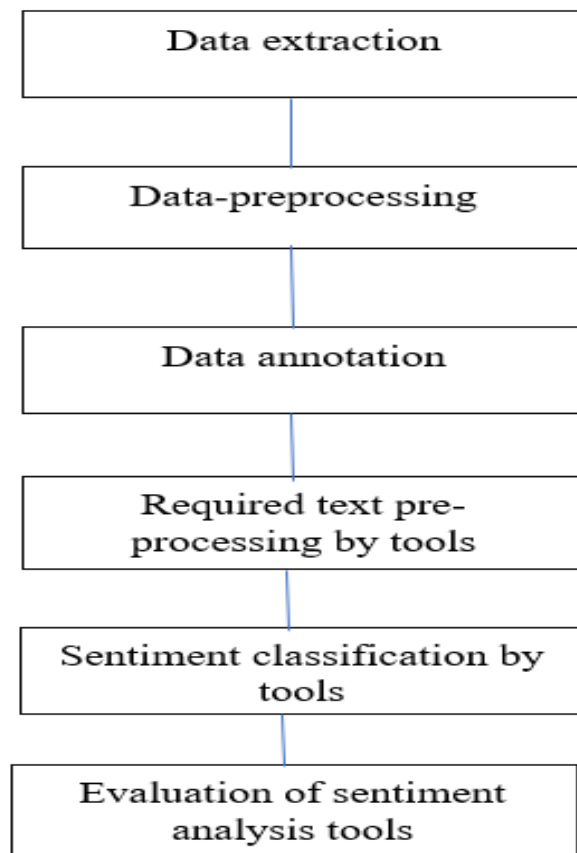 Data extraction
Data-preprocessing
Data annotation
Required text pre-
processing by tools
Sentiment classification by
tools
Evaluation of sentiment
analysis tools